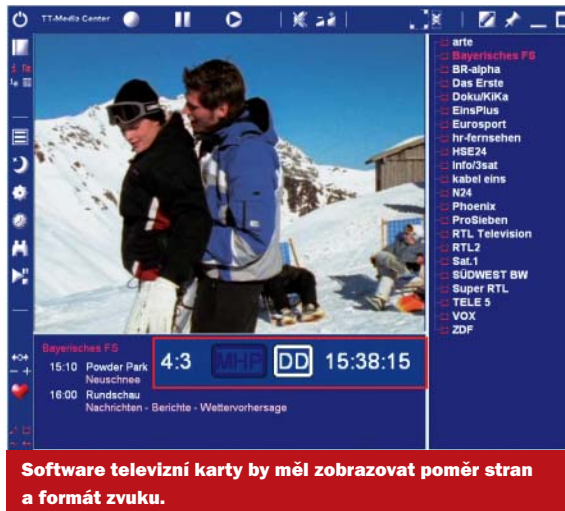 TT-Media Center
arte
Bayerisches FS
BR-alpha
Das Erste
Doku/KiKa
EinsPlus
Eurosport
hr-fernsehen
HSE24
Info/3sat
kabel eins
N24
Phoenix
ProSieben
RTL Television
RTL2
Sat.1
SÜDWEST BW
Super RTL
TELE 5
VOX
ZDF
Bayerisches FS
15:10 Powder Park
Neuschnee
16:00 Rundschau
Nachrichten - Berichte - Wettervorhersage
4:3 MHP DD 15:38:15
Software televizní karty by měl zobrazovat poměr stran
a formát zvuku.